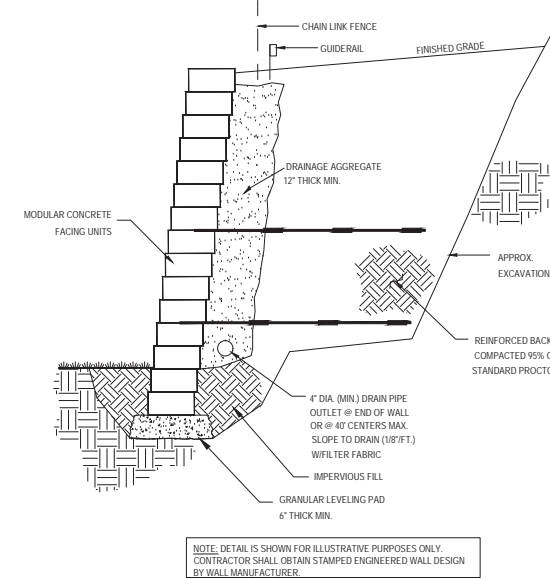 CHAIN LINK FENCE
GUIDERAIL
FINISHED GRADE
DRAINAGE AGGREGATE
12" THICK MIN.
MODULAR CONCRETE
FACING UNITS
APPROX.
EXCAVATION
REINFORCED BACK
COMPACTED 95% O
STANDARD PROCTO
4" DIA. (MIN.) DRAIN PIPE
OUTLET @ END OF WALL
OR @ 40' CENTERS MAX.
SLOPE TO DRAIN (1/8"/FT.)
W/FILTER FABRIC
IMPERVIOUS FILL
GRANULAR LEVELING PAD
6" THICK MIN.
NOTE: DETAIL IS SHOWN FOR ILLUSTRATIVE PURPOSES ONLY.
CONTRACTOR SHALL OBTAIN STAMPED ENGINEERED WALL DESIGN
BY WALL MANUFACTURER.